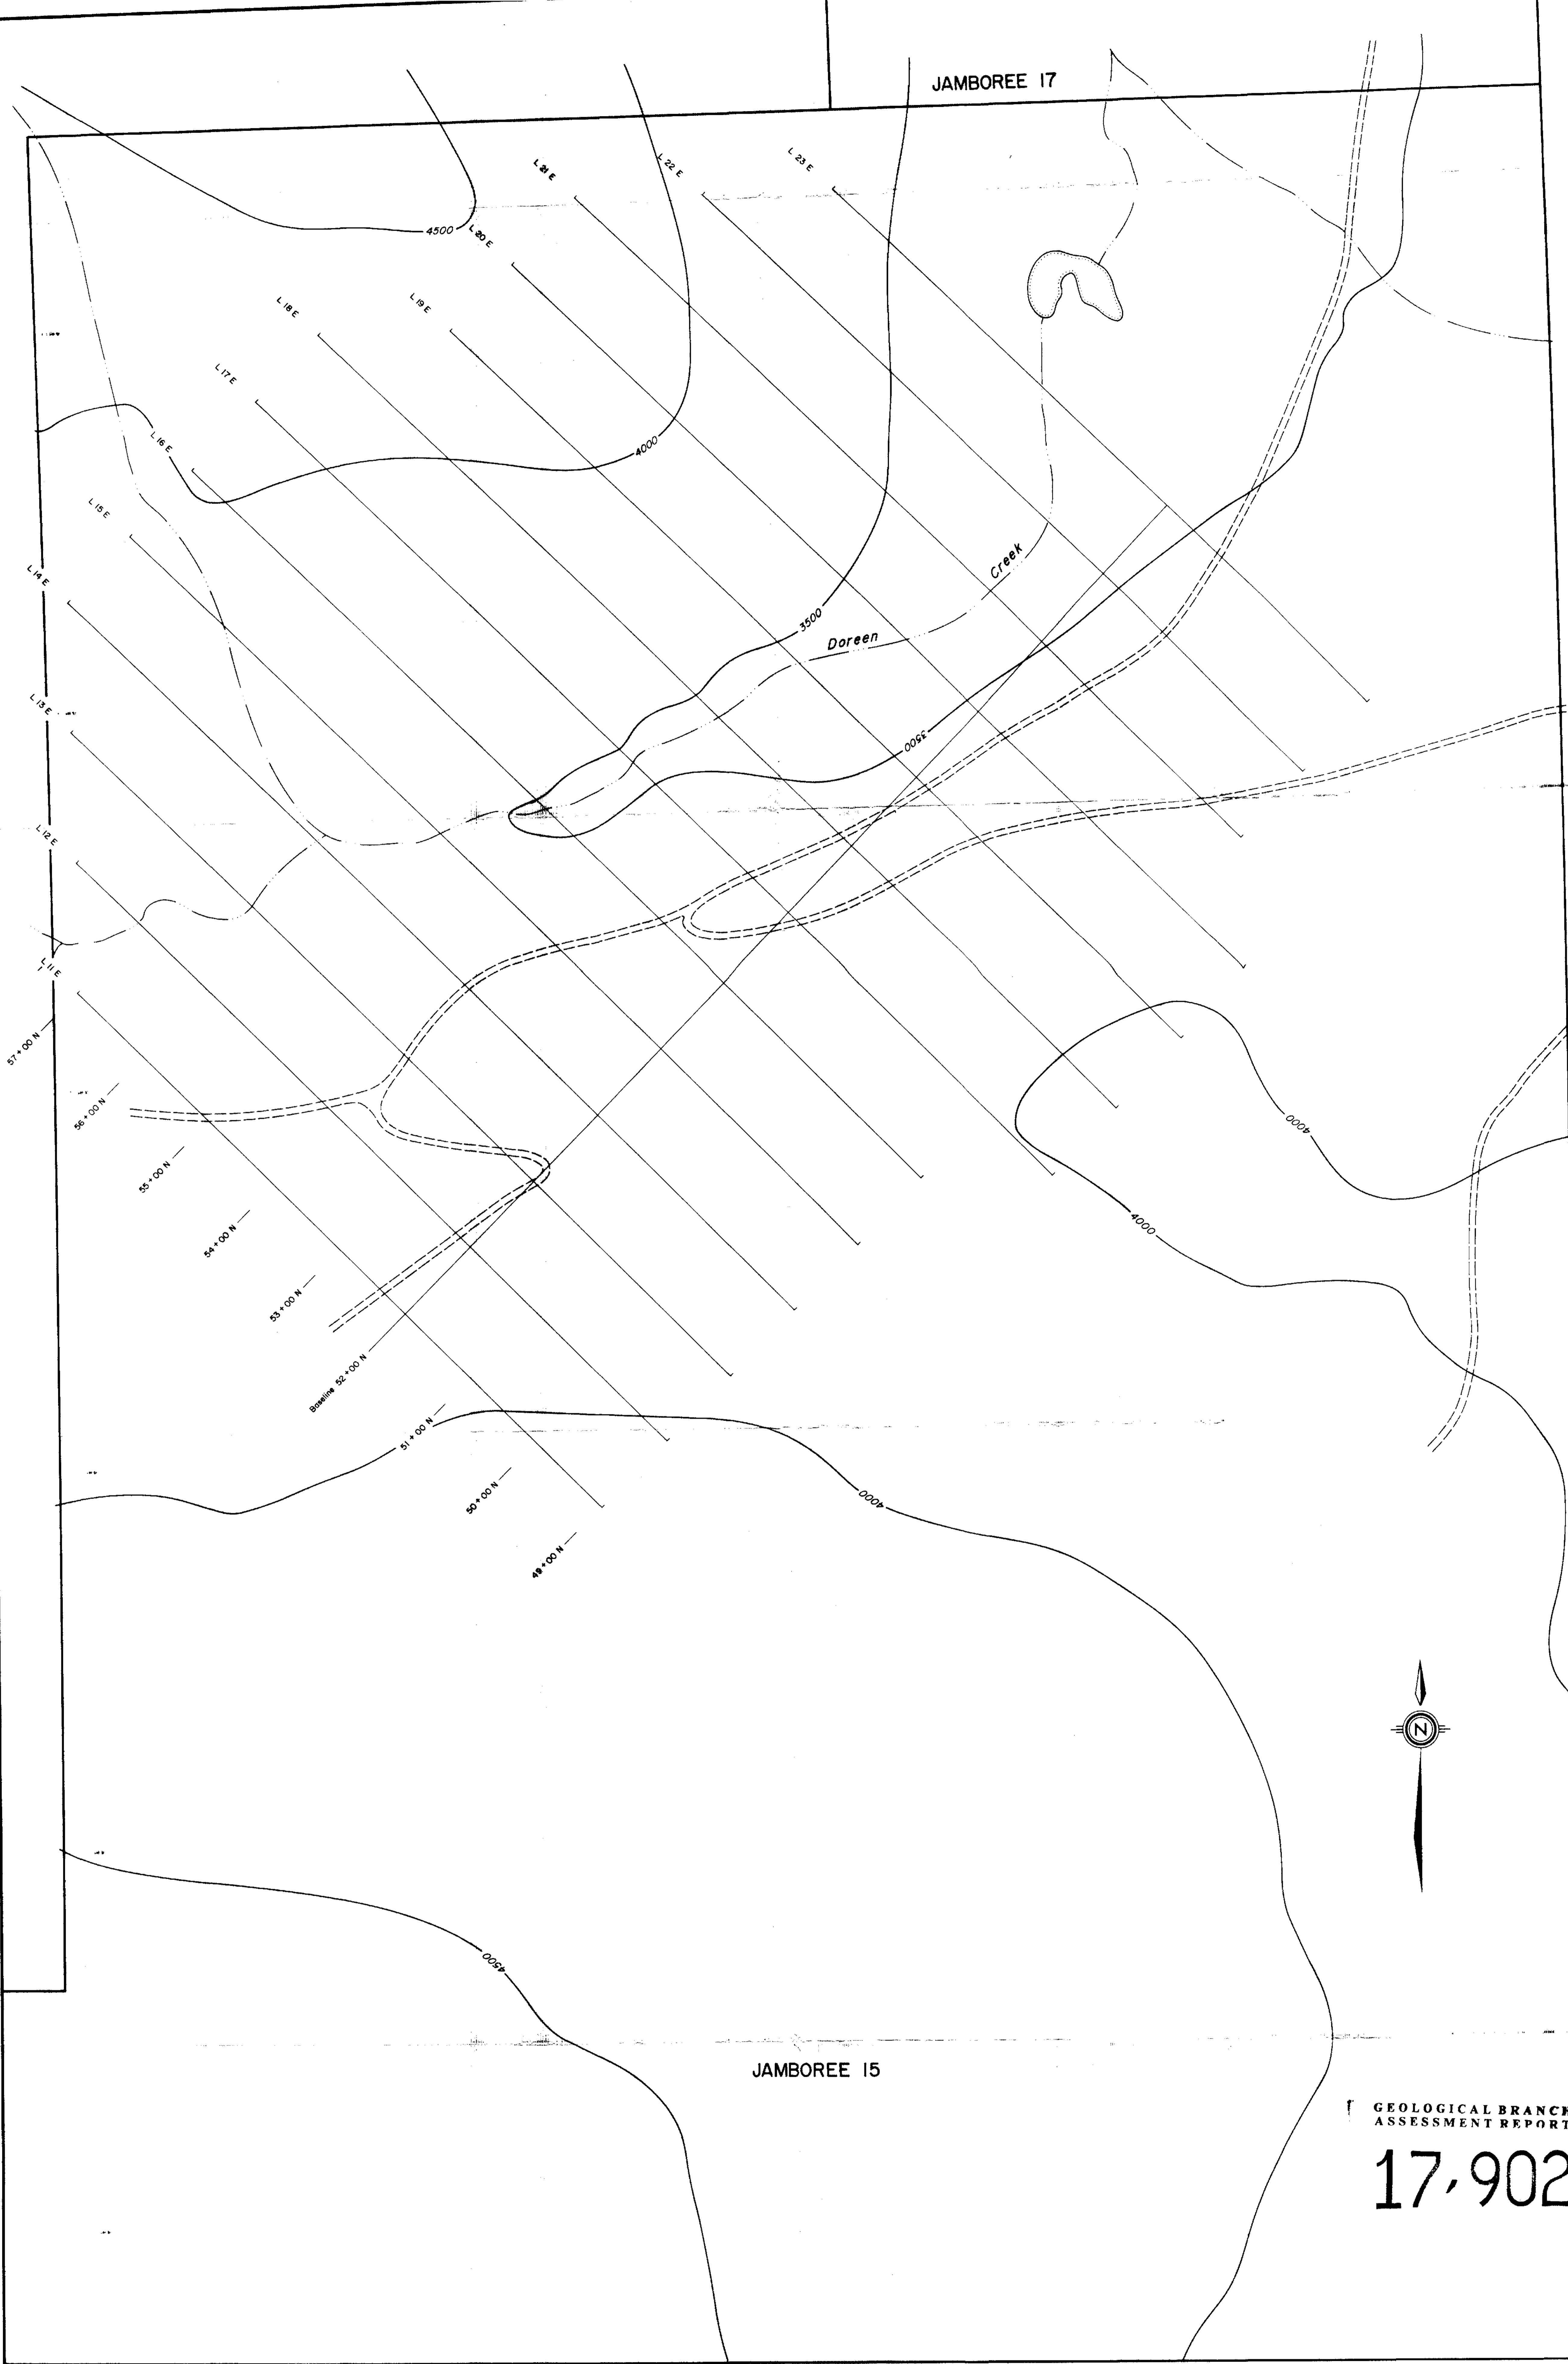 JAMBOREE 17
L 21 E
L 22 E
L 23 E
4500
L 20 E
L 18 E
L 19 E
L 17 E
L 16 E
4000
L 15 E
Creek
L 14 E
3500
Doreen
L 13 E
3500
L 12 E
L 11 E
57+00 N
56+00 N
4000
55+00 N
54+00 N
4000
53+00 N
Baseline 52+00 N
51+00 N
50+00 N
4000
49+00 N
N
4500
JAMBOREE 15
GEOLOGICAL BRANCH
ASSESSMENT REPORT
17,902